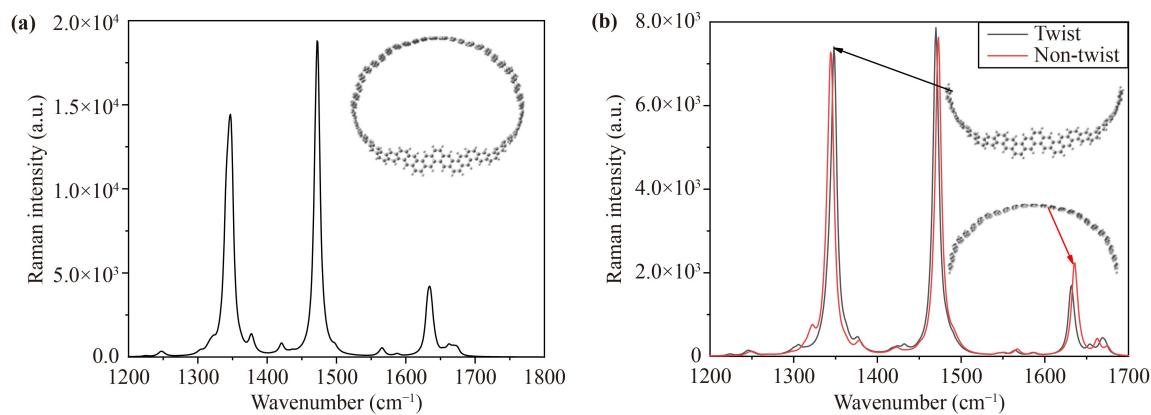 (a)
2.0×10⁴
1.5×10⁴
1.0×10⁴
5.0×10³
0.0
Raman intensity (a.u.)
1200 1300 1400 1500 1600 1700 1800
Wavenumber (cm⁻¹)
(b)
8.0×10³
6.0×10³
4.0×10³
2.0×10³
0.0
Raman intensity (a.u.)
Twist
Non-twist
1200 1300 1400 1500 1600 1700
Wavenumber (cm⁻¹)